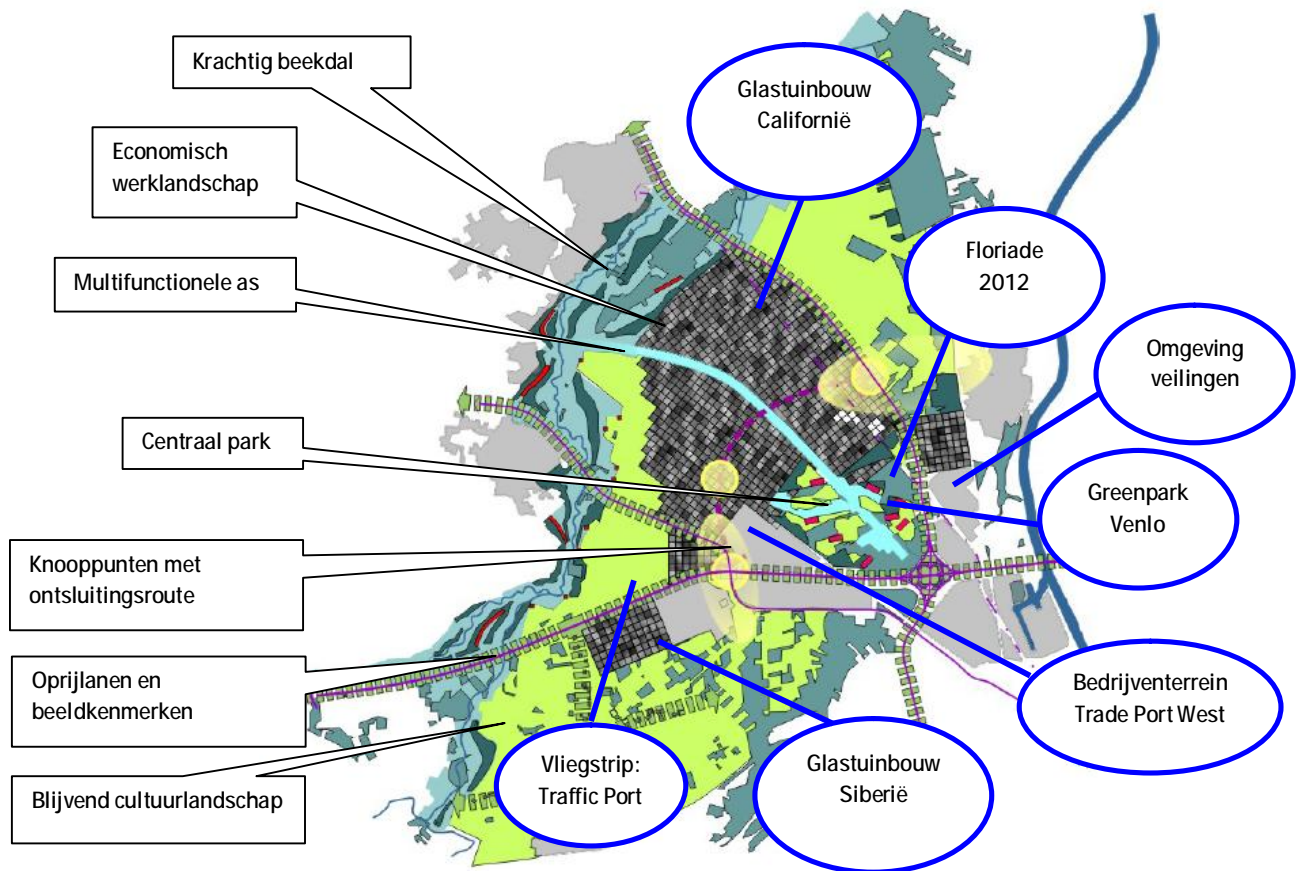 Krachtig beekdal
Economisch
werklandschap
Multifunctionele as
Centraal park
Knooppunten met
ontsluitingsroute
Oprijlanen en
beeldkenmerken
Blijvend cultuurlandschap
Glastuinbouw
Californië
Floriade
2012
Omgeving
veilingen
Greenpark
Venlo
Bedrijventerrein
Trade Port West
Glastuinbouw
Siberië
Vliegstrip:
Traffic Port